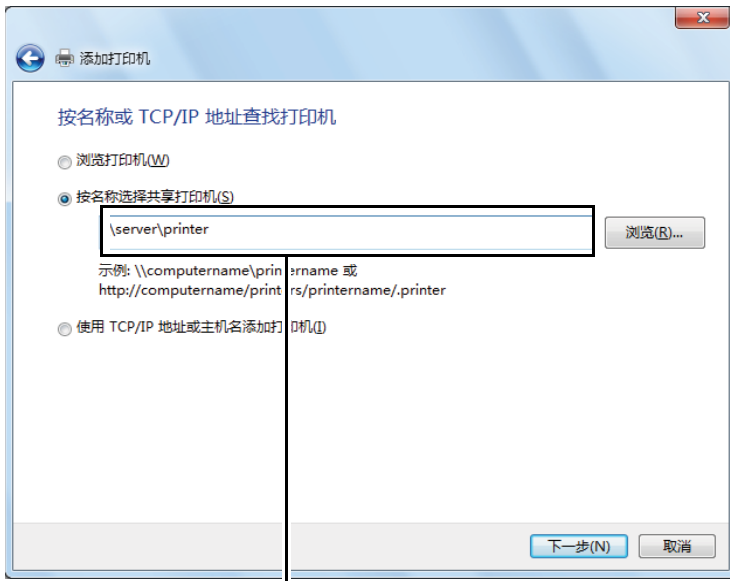 添加打印机
按名称或 TCP/IP 地址查找打印机
浏览打印机(W)
按名称选择共享打印机(S)
\server\printer
浏览(R)...
示例: \\computername\printername 或
http://computername/printers/printername/.printer
使用 TCP/IP 地址或主机名添加打印机(I)
下一步(N)
取消